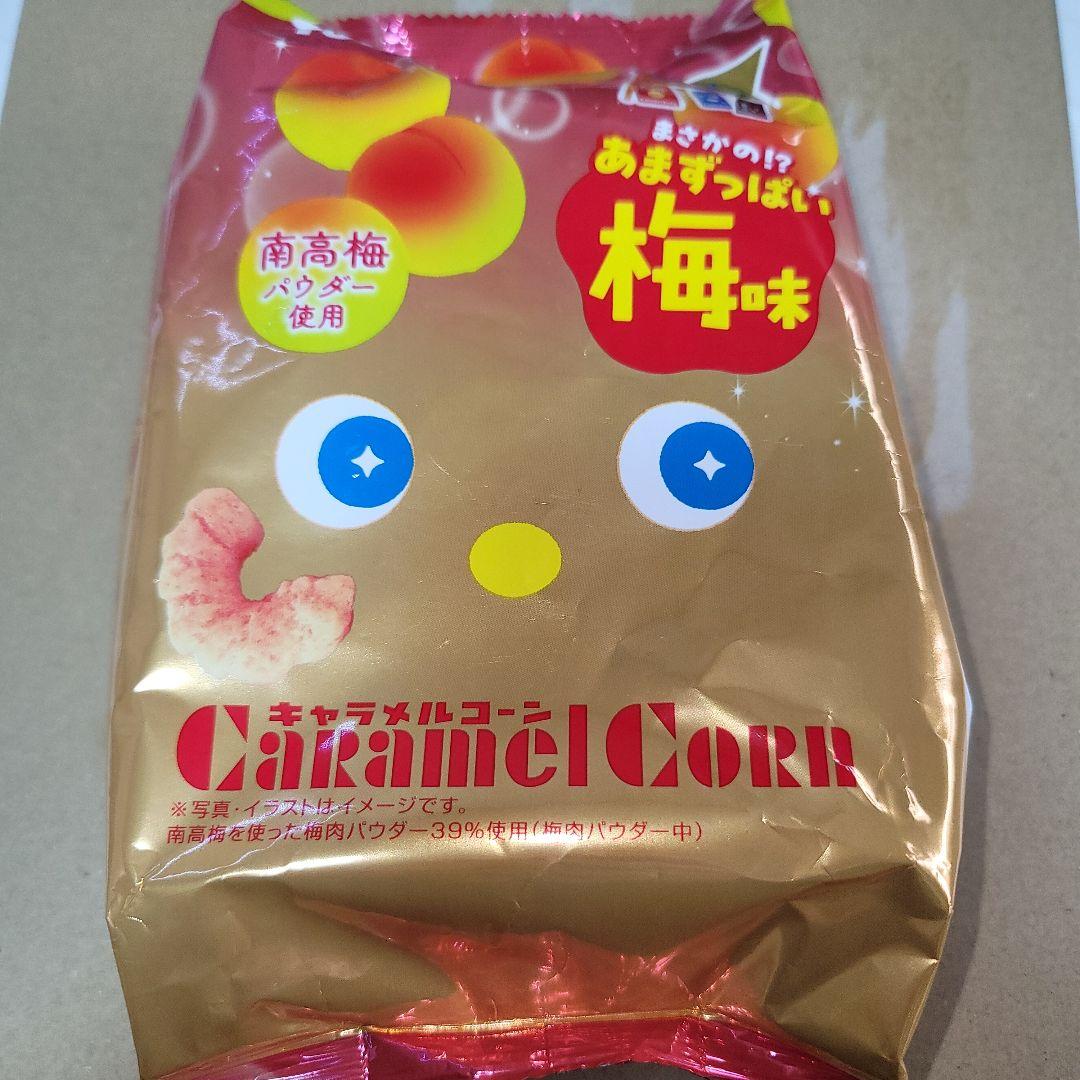 まさかの!?
あまずっぱい
梅味
南高梅
パウダー
使用
キャラメルコーン
Caramel Corn
※写真・イラストはイメージです。
南高梅を使った梅肉パウダー39%使用(梅肉パウダー中)